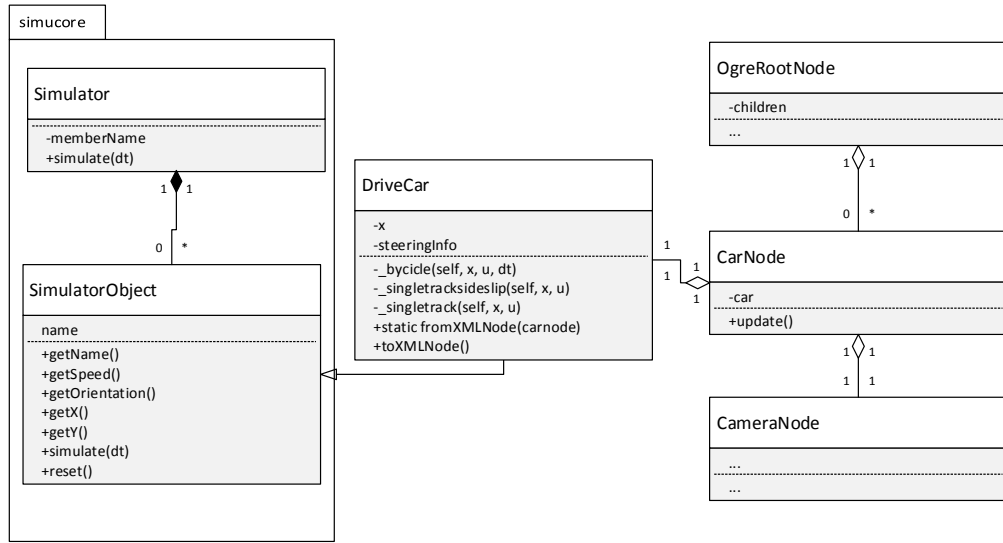 simucore
Simulator
-memberName
+simulate(dt)
1
1
0
*
SimulatorObject
name
+getName()
+getSpeed()
+getOrientation()
+getX()
+getY()
+simulate(dt)
+reset()
DriveCar
-x
-steeringInfo
-_bycicle(self, x, u, dt)
-_singletracksideslip(self, x, u)
-_singletrack(self, x, u)
+static fromXMLNode(carnode)
+toXMLNode()
1
1
1
1
OgreRootNode
-children
...
1
1
0
*
CarNode
-car
+update()
1
1
1
1
CameraNode
...
...